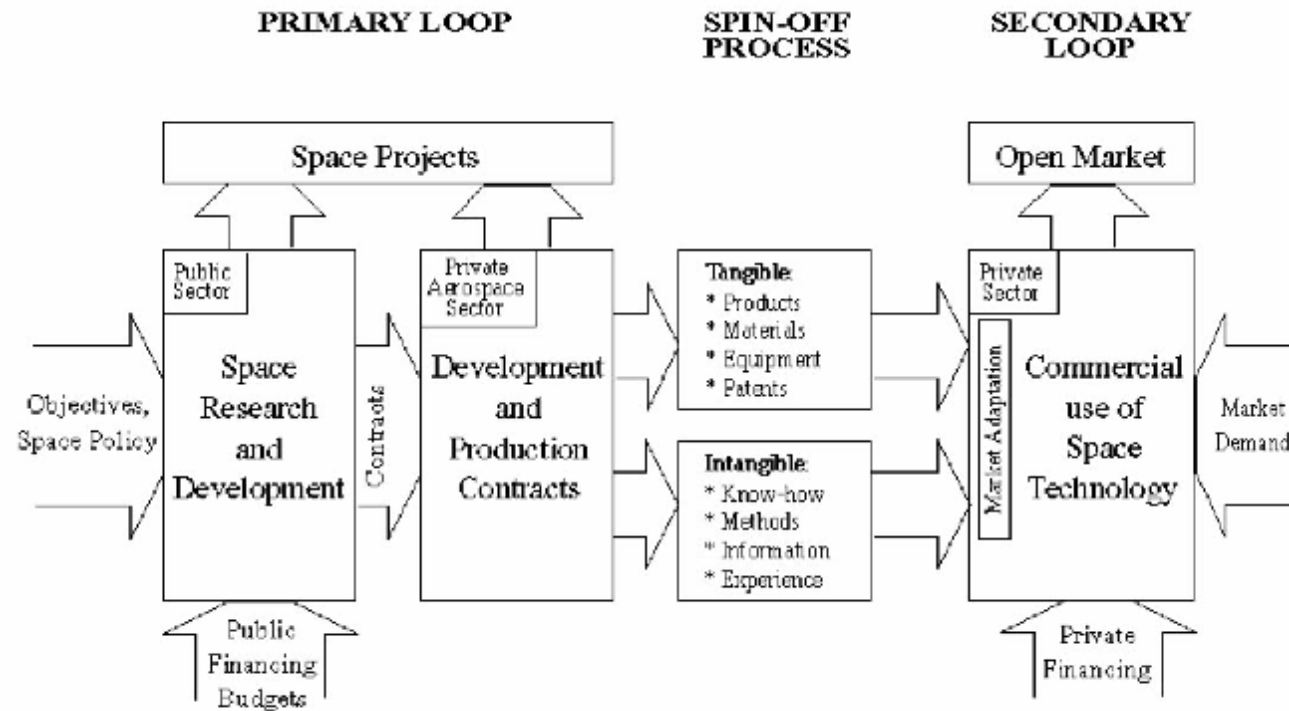 PRIMARY LOOP
SPIN-OFF
PROCESS
SECONDARY
LOOP
Space Projects
Open Market
Objectives,
Space Policy
Public
Sector
Space
Research
and
Development
Public
Financing
Budgets
Contracts
Private
Aerospace
Sector
Development
and
Production
Contracts
Tangible:
* Products
* Materials
* Equipment
* Patents
Intangible:
* Know-how
* Methods
* Information
* Experience
Private
Sector
Market Adaptation
Commercial
use of
Space
Technology
Private
Financing
Market
Demand